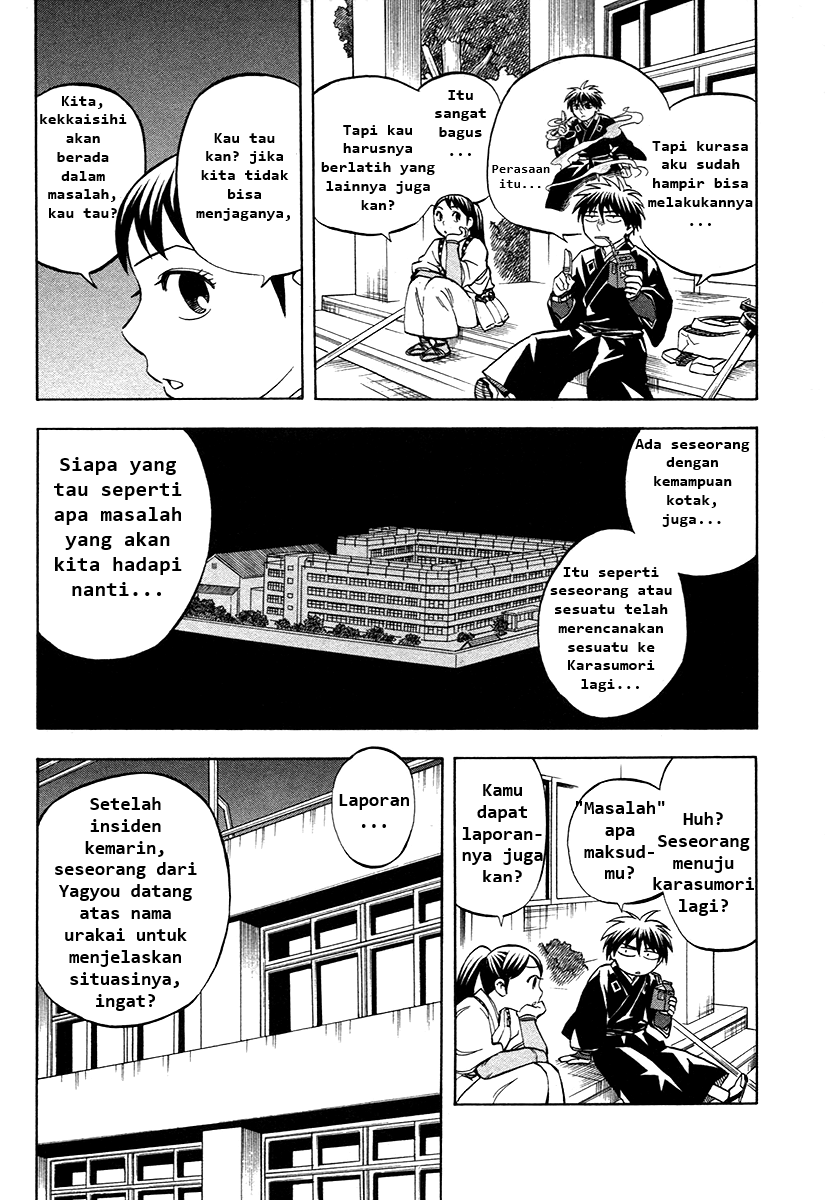 Tapi kurasa
aku sudah
hampir bisa
melakukannya
...
Perasaan
itu...
Itu
sangat
bagus
...
Tapi kau
harusnya
berlatih yang
lainnya juga
kan?
Kau tau
kan? jika
kita tidak
bisa
menjaganya,
Kita,
kekkaisihi
akan
berada
dalam
masalah,
kau tau?
Ada seseorang
dengan
kemampuan
kotak,
juga...
Itu seperti
seseorang atau
sesuatu telah
merencanakan
sesuatu ke
Karasumori
lagi...
Siapa yang
tau seperti
apa masalah
yang akan
kita hadapi
nanti...
Huh?
Seseorang
menuju
karasumori
lagi?
"Masalah"
apa
maksud-
mu?
Kamu
dapat
laporan-
nya juga
kan?
Laporan
...
Setelah
insiden
kemarin,
seseorang dari
Yagyou datang
atas nama
urakai untuk
menjelaskan
situasinya,
ingat?